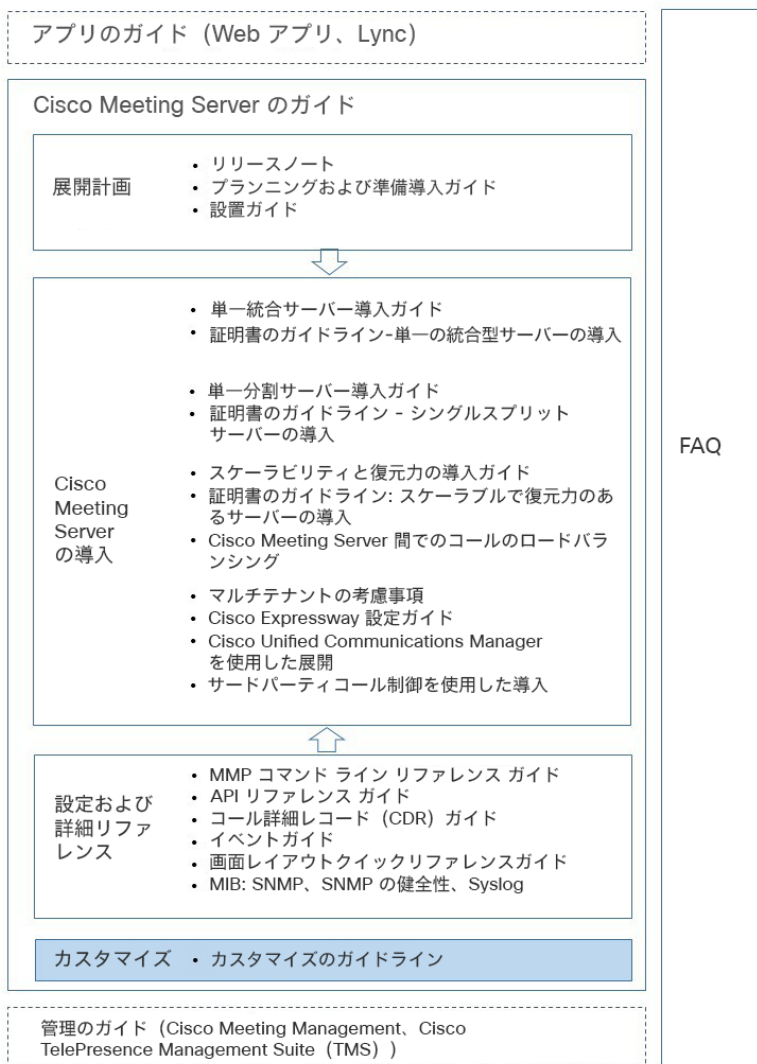 アプリのガイド（Web アプリ、Lync）
Cisco Meeting Server のガイド
展開計画
• リリースノート
• プランニングおよび準備導入ガイド
• 設置ガイド
Cisco
Meeting
Server
の導入
• 単一統合サーバー導入ガイド
• 証明書のガイドライン-単一の統合型サーバーの導入
• 単一分割サーバー導入ガイド
• 証明書のガイドライン - シングルスプリット
サーバーの導入
• スケーラビリティと復元力の導入ガイド
• 証明書のガイドライン: スケーラブルで復元力のあ
るサーバーの導入
• Cisco Meeting Server 間でのコールのロードバラ
ンシング
• マルチテナントの考慮事項
• Cisco Expressway 設定ガイド
• Cisco Unified Communications Manager
を使用した展開
• サードパーティコール制御を使用した導入
設定および
詳細リファ
レンス
• MMP コマンド ライン リファレンス ガイド
• API リファレンス ガイド
• コール詳細レコード（CDR）ガイド
• イベントガイド
• 画面レイアウトクイックリファレンスガイド
• MIB: SNMP、SNMP の健全性、Syslog
カスタマイズ
• カスタマイズのガイドライン
管理のガイド（Cisco Meeting Management、Cisco
TelePresence Management Suite（TMS））
FAQ